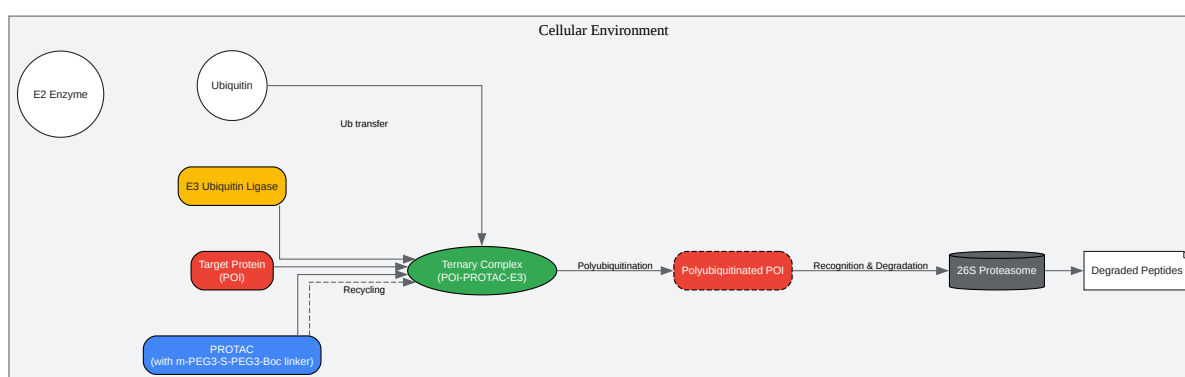 Cellular Environment
E2 Enzyme
Ubiquitin
Ub transfer
E3 Ubiquitin Ligase
Target Protein
(POI)
Ternary Complex
(POI-PROTAC-E3)
Polyubiquitination
Polyubiquitinated POI
Recognition & Degradation
26S Proteasome
Degraded Peptides
Recycling
PROTAC
(with m-PEG3-S-PEG3-Boc linker)